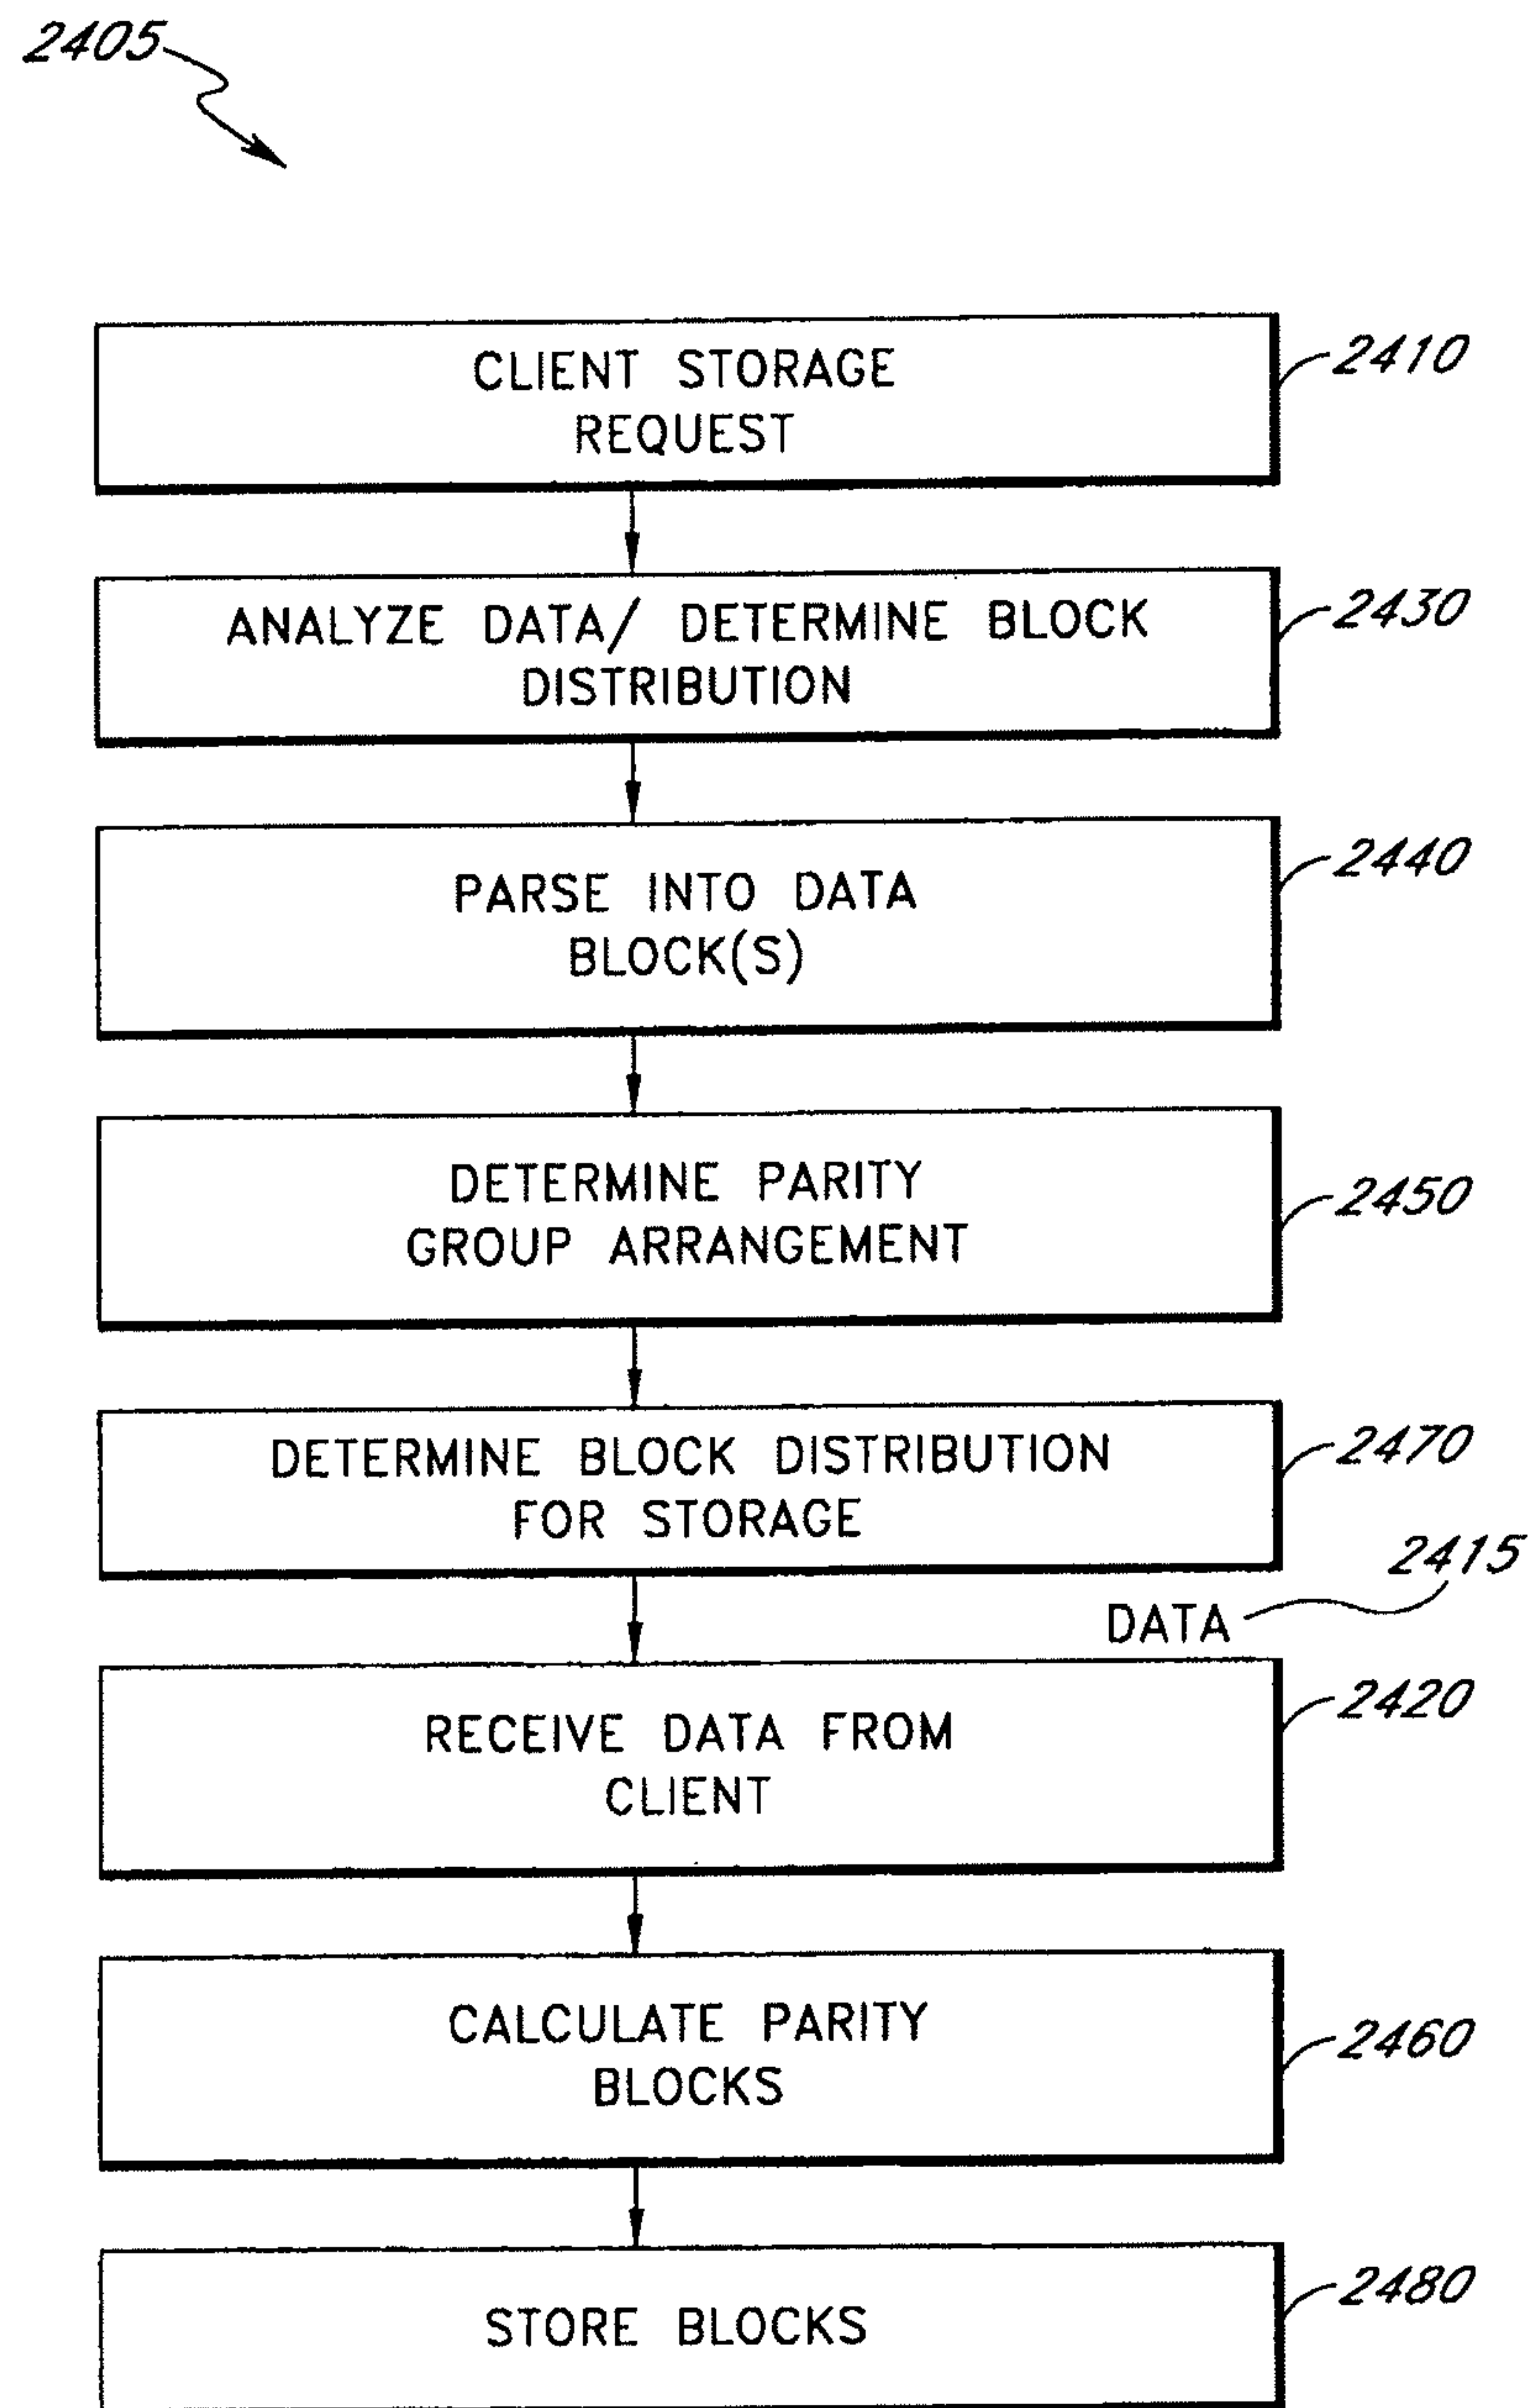 2405
CLIENT STORAGE
REQUEST
2410
ANALYZE DATA/ DETERMINE BLOCK
DISTRIBUTION
2430
PARSE INTO DATA
BLOCK(S)
2440
DETERMINE PARITY
GROUP ARRANGEMENT
2450
DETERMINE BLOCK DISTRIBUTION
FOR STORAGE
2470
2415
DATA
RECEIVE DATA FROM
CLIENT
2420
CALCULATE PARITY
BLOCKS
2460
STORE BLOCKS
2480